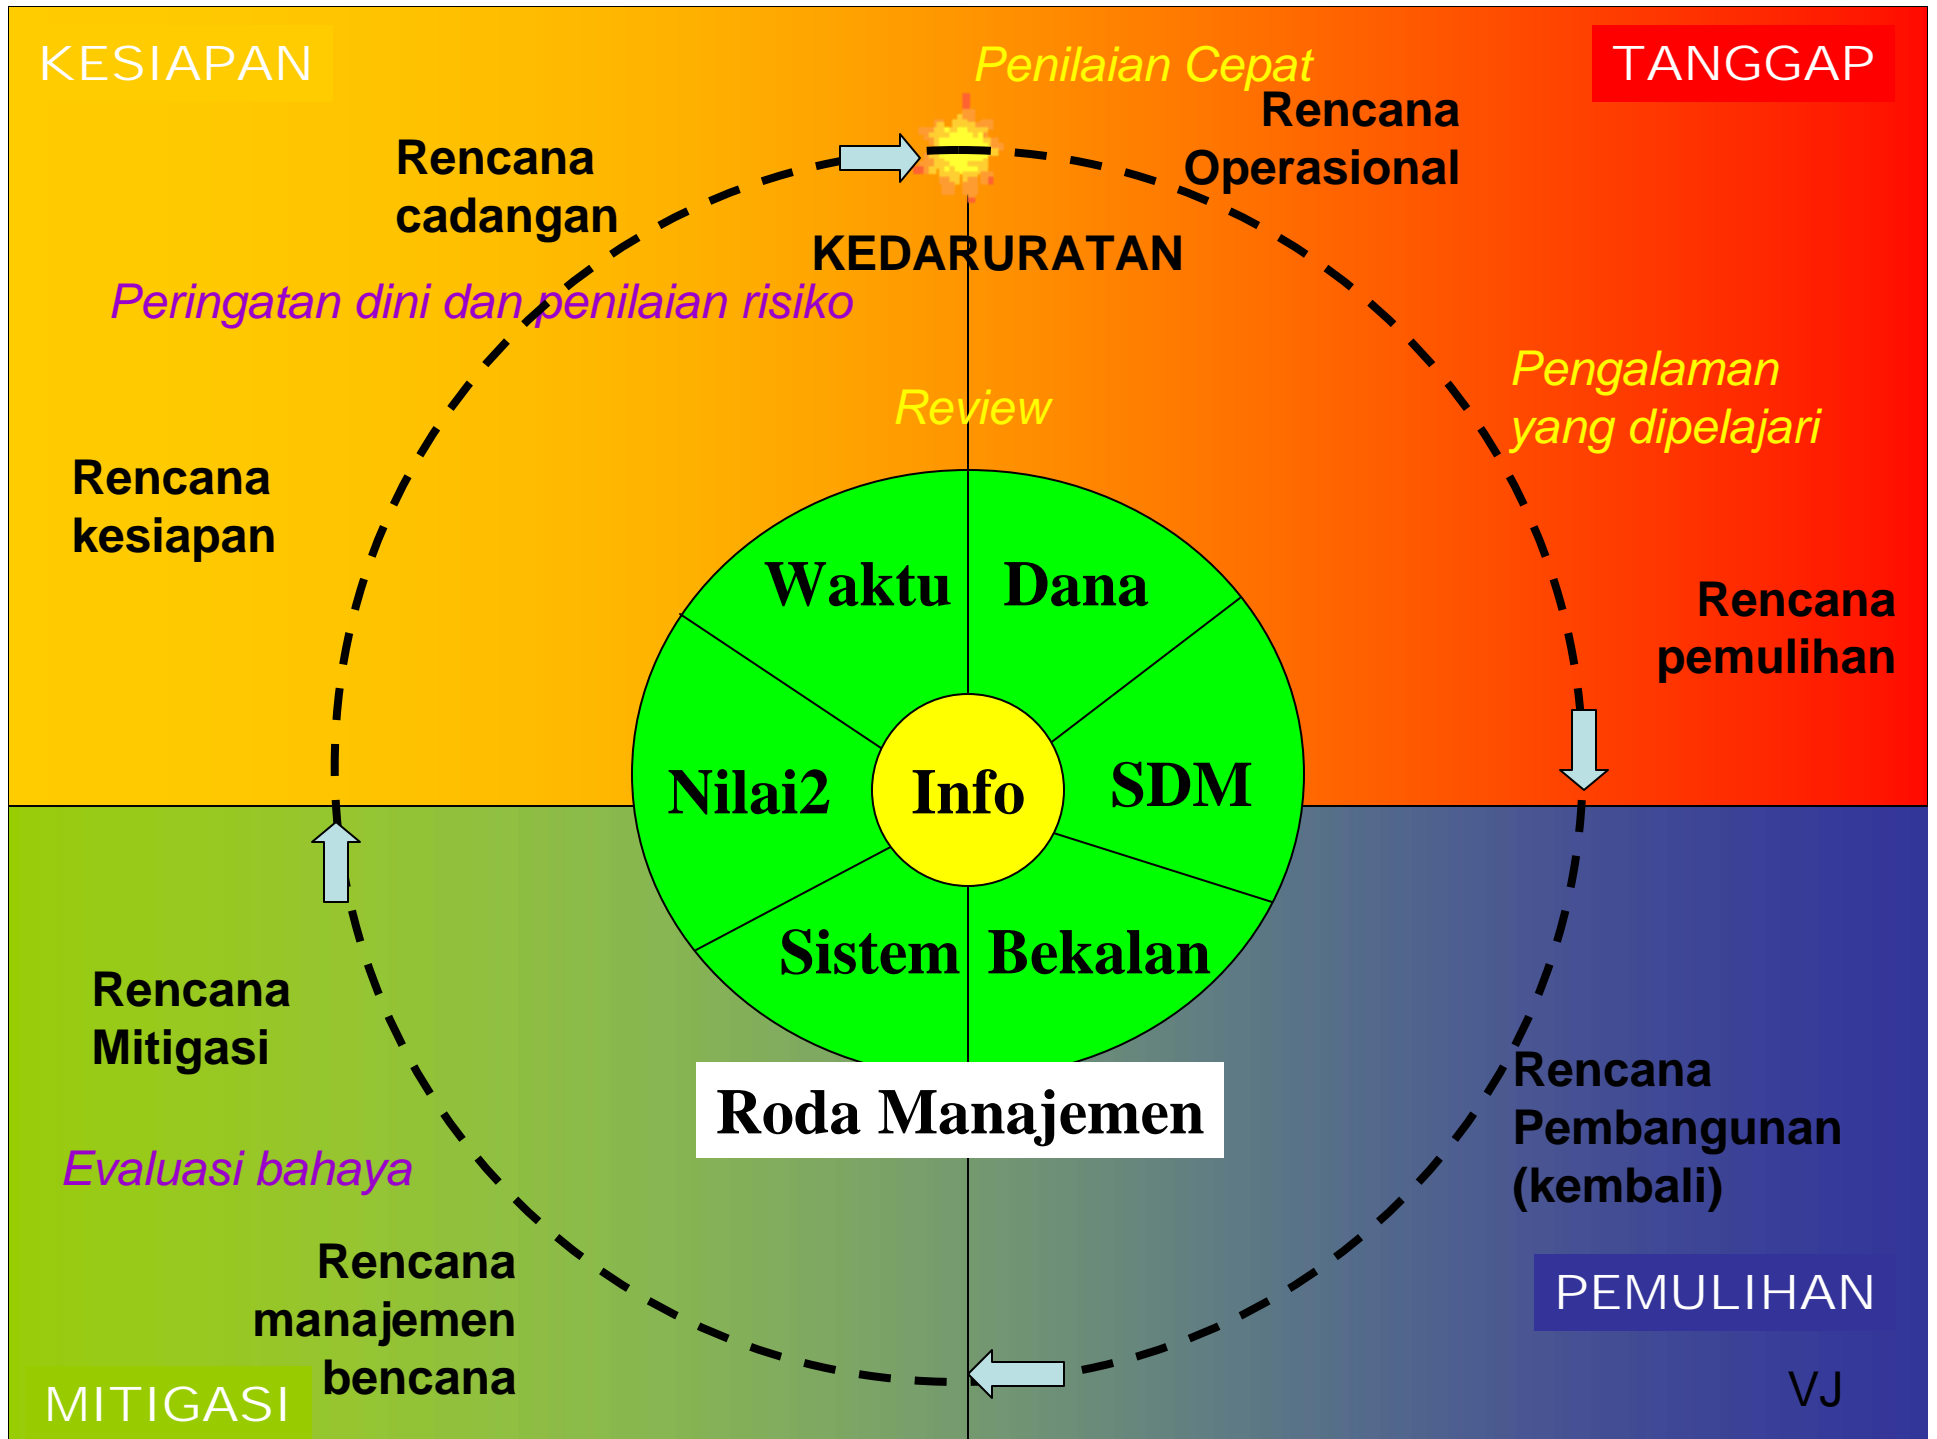 KESIAPAN
Penilaian Cepat
TANGGAP
Rencana
Operasional
Rencana
cadangan
KEDARURATAN
Peringatan dini dan penilaian risiko
Review
Pengalaman
yang dipelajari
Rencana
kesiapan
Waktu
Dana
Rencana
pemulihan
Nilai2
Info
SDM
Sistem
Bekalan
Rencana
Mitigasi
Roda Manajemen
Rencana
Pembangunan
(kembali)
Evaluasi bahaya
Rencana
manajemen
bencana
PEMULIHAN
MITIGASI
VJ